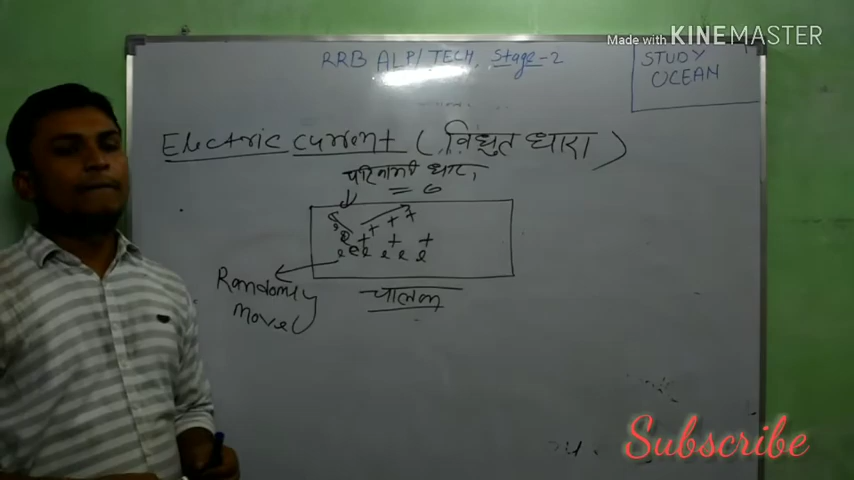 Made with KINEMASTER
RRB ALP/TECH Stage-2
STUDY
OCEAN
Electric current (विधुत धारा)
परिणामी धारा
= 0
+ +
+
+ + +
e e e e e e
Randomly
move
चालक
Subscribe